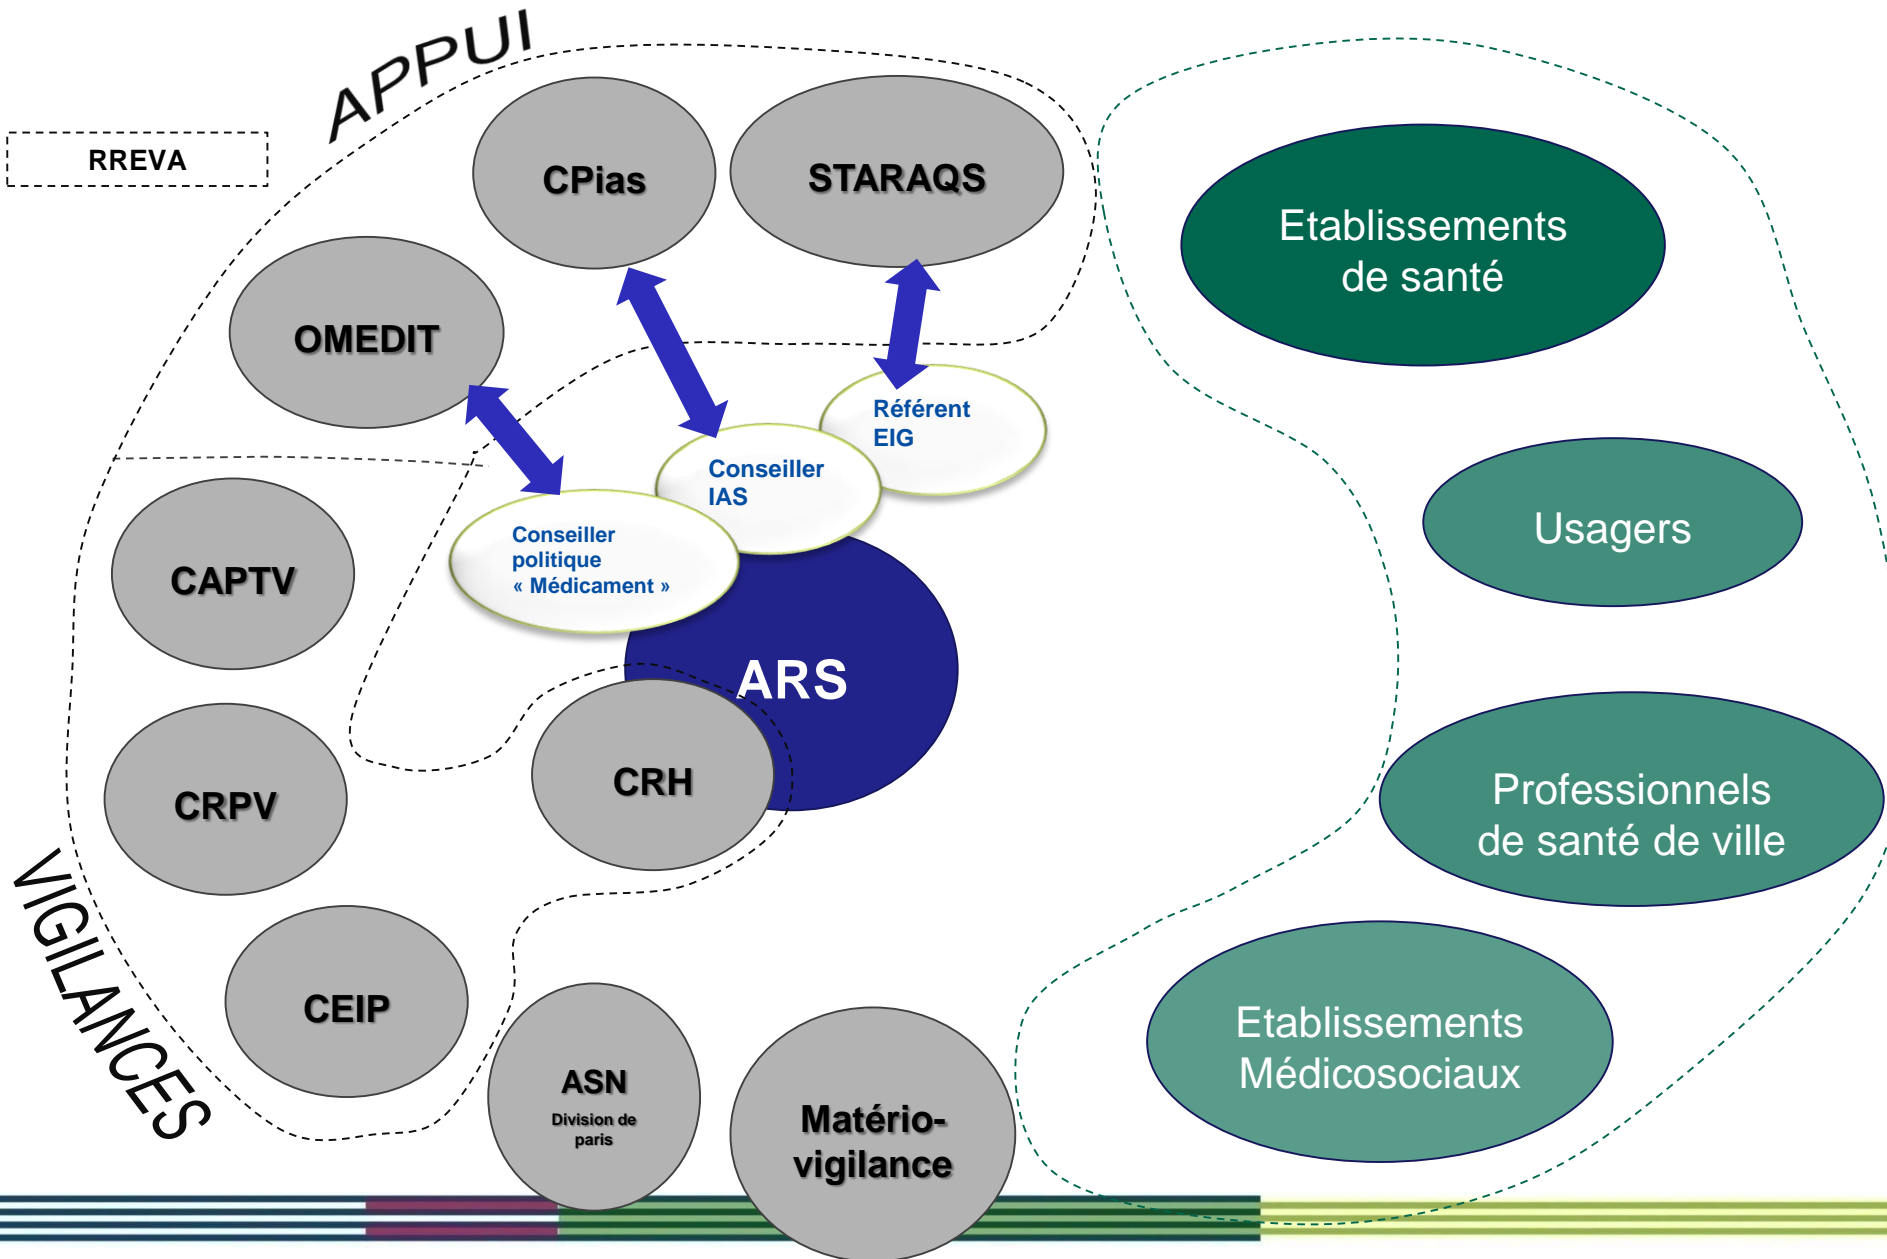 APPUI
RREVA
CPias
STARAQS
Etablissements
de santé
OMEDIT
Référent
EIG
Conseiller
IAS
Usagers
Conseiller
politique
« Médicament »
CAPTV
ARS
CRH
CRPV
Professionnels
de santé de ville
VIGILANCES
CEIP
Etablissements
Médicosociaux
ASN
Division de
paris
Matério-
vigilance